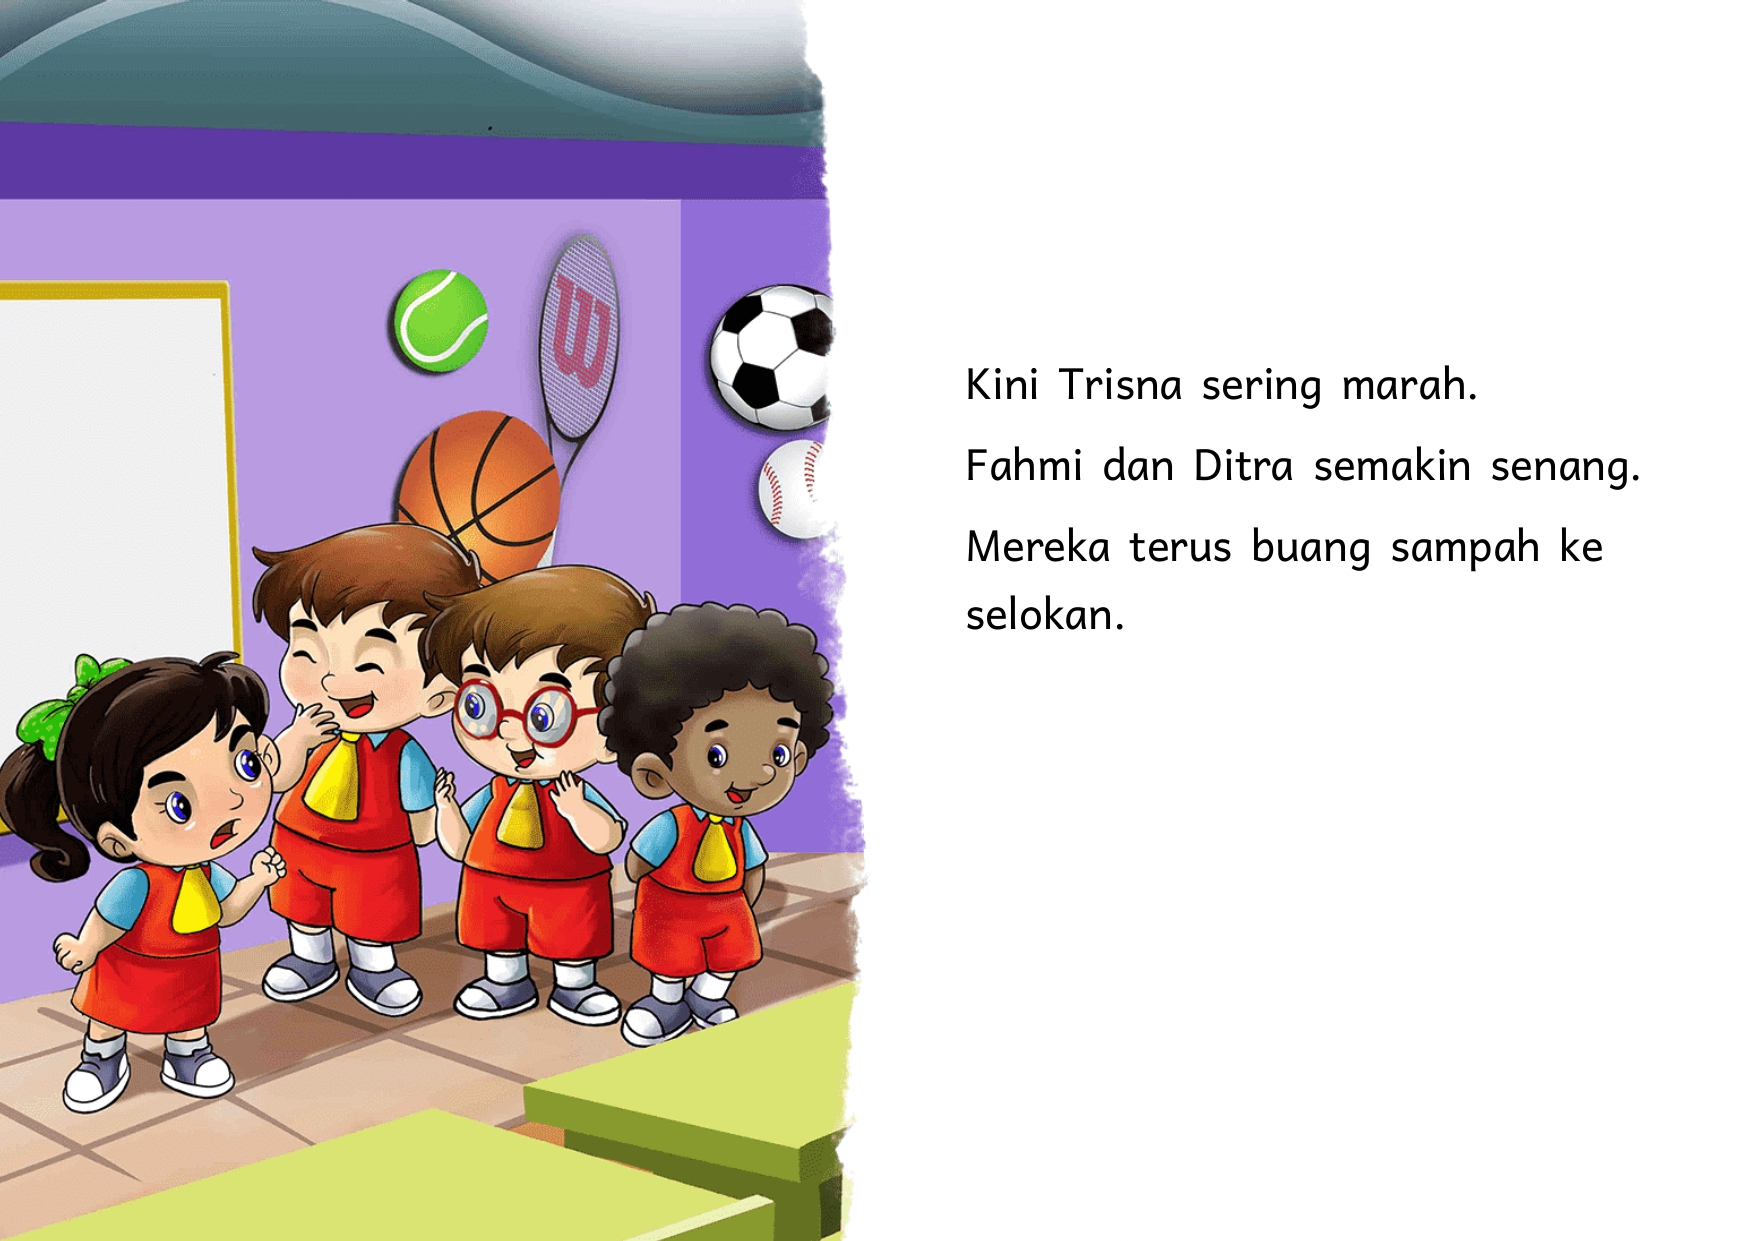 W
Kini Trisna sering marah.
Fahmi dan Ditra semakin senang.
Mereka terus buang sampah ke
selokan.